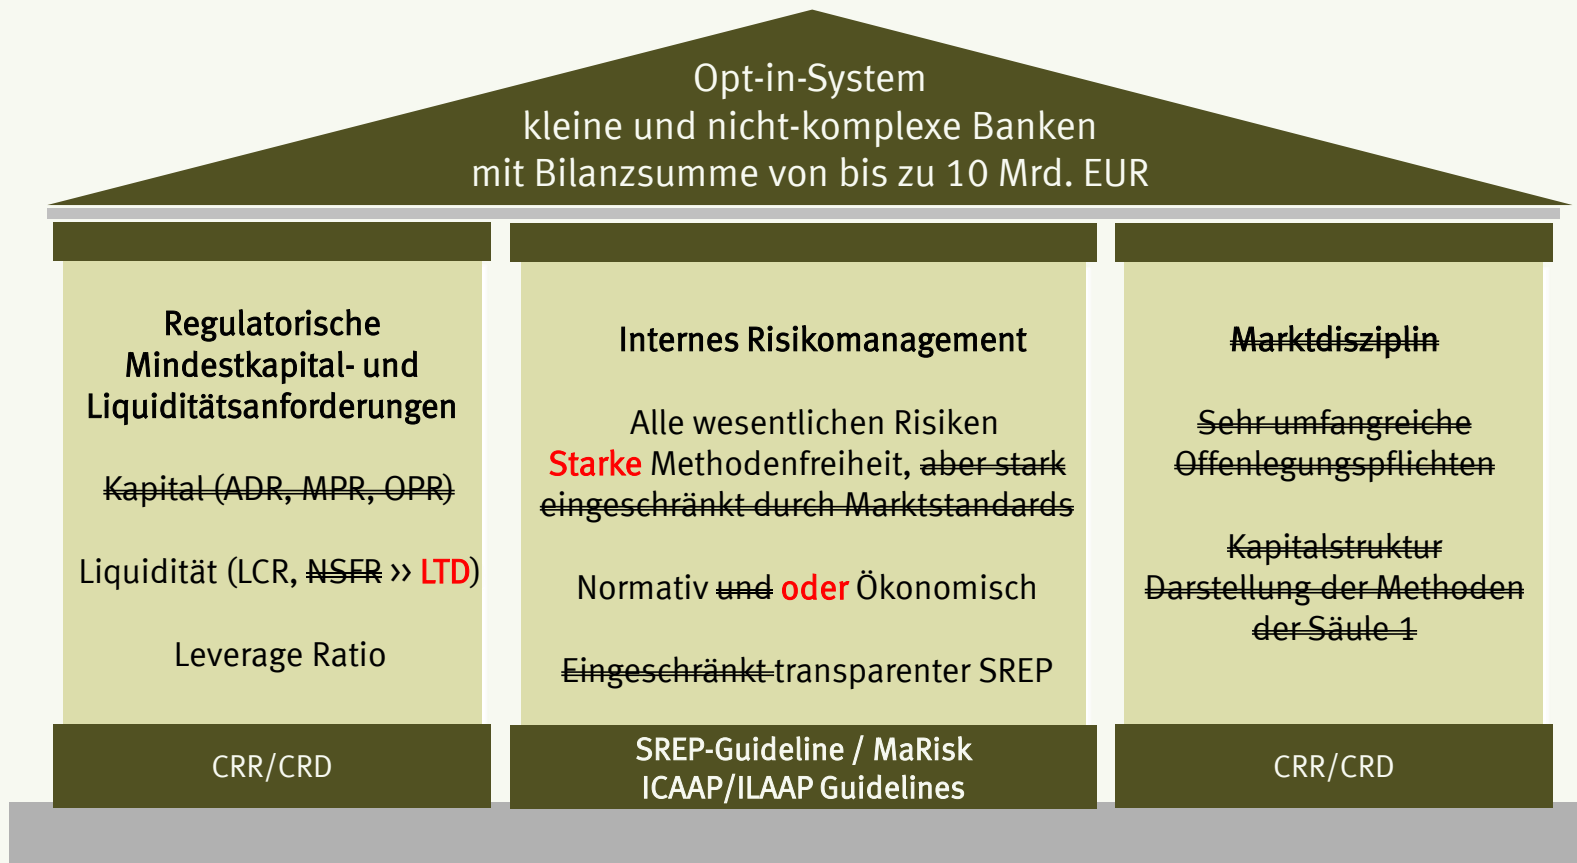 Opt-in-System
kleine und nicht-komplexe Banken
mit Bilanzsumme von bis zu 10 Mrd. EUR
Regulatorische
Mindestkapital- und
Liquiditätsanforderungen
Kapital (ADR, MPR, OPR)
Liquidität (LCR, NSFR >> LTD)
Leverage Ratio
CRR/CRD
Internes Risikomanagement
Alle wesentlichen Risiken
Starke Methodenfreiheit, aber stark
eingeschränkt durch Marktstandards
Normativ und oder Ökonomisch
Eingeschränkt transparenter SREP
SREP-Guideline / MaRisk
ICAAP/ILAAP Guidelines
Marktdisziplin
Sehr umfangreiche
Offenlegungspflichten
Kapitalstruktur
Darstellung der Methoden
der Säule 1
CRR/CRD